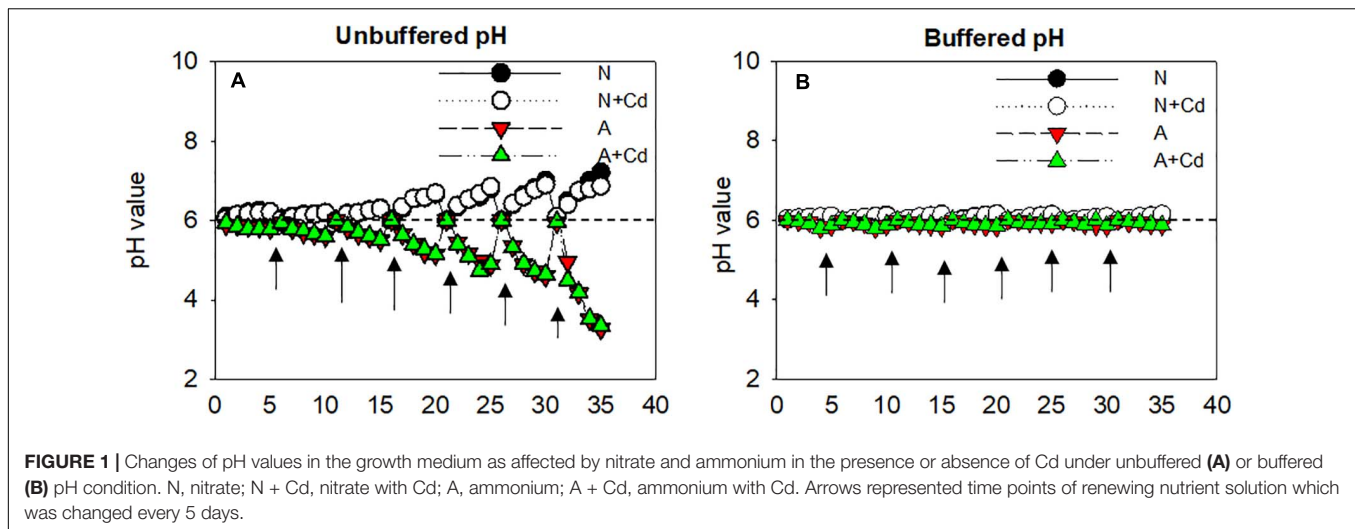 Unbuffered pH
Buffered pH
A
N
N+Cd
A
A+Cd
pH value
10
8
6
4
2
0 5 10 15 20 25 30 35 40
B
N
N+Cd
A
A+Cd
pH value
10
8
6
4
2
0 5 10 15 20 25 30 35 40
FIGURE 1 | Changes of pH values in the growth medium as affected by nitrate and ammonium in the presence or absence of Cd under unbuffered (A) or buffered
(B) pH condition. N, nitrate; N + Cd, nitrate with Cd; A, ammonium; A + Cd, ammonium with Cd. Arrows represented time points of renewing nutrient solution which
was changed every 5 days.